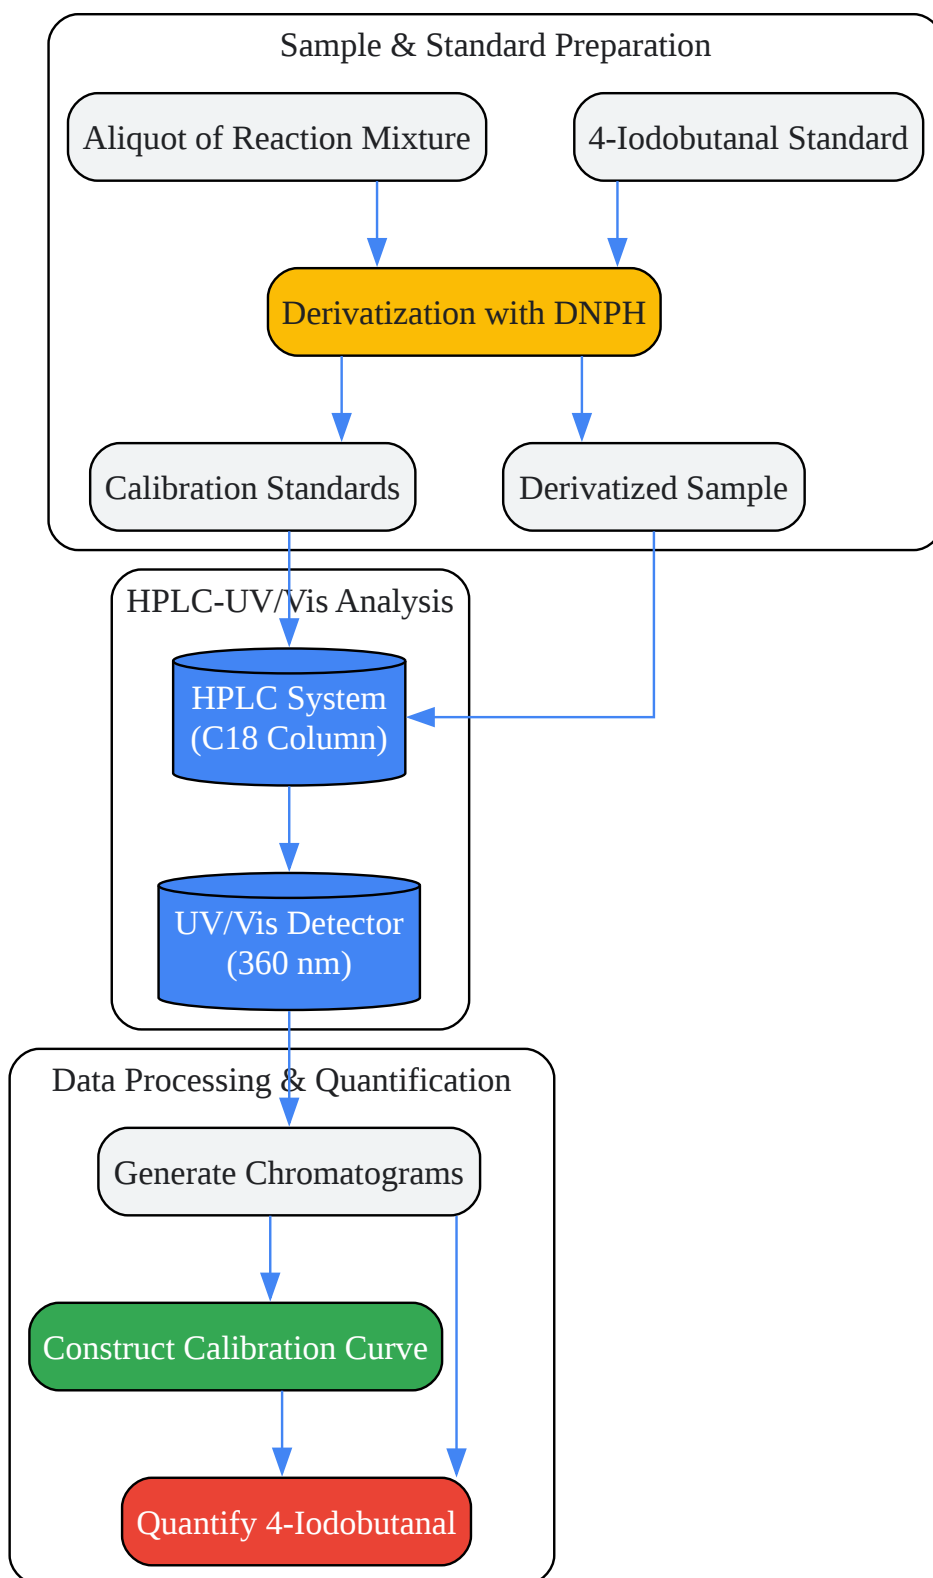 Sample & Standard Preparation
Aliquot of Reaction Mixture
4-Iodobutanal Standard
Derivatization with DNPH
Calibration Standards
Derivatized Sample
HPLC-UV/Vis Analysis
HPLC System
(C18 Column)
UV/Vis Detector
(360 nm)
Data Processing & Quantification
Generate Chromatograms
Construct Calibration Curve
Quantify 4-Iodobutanal